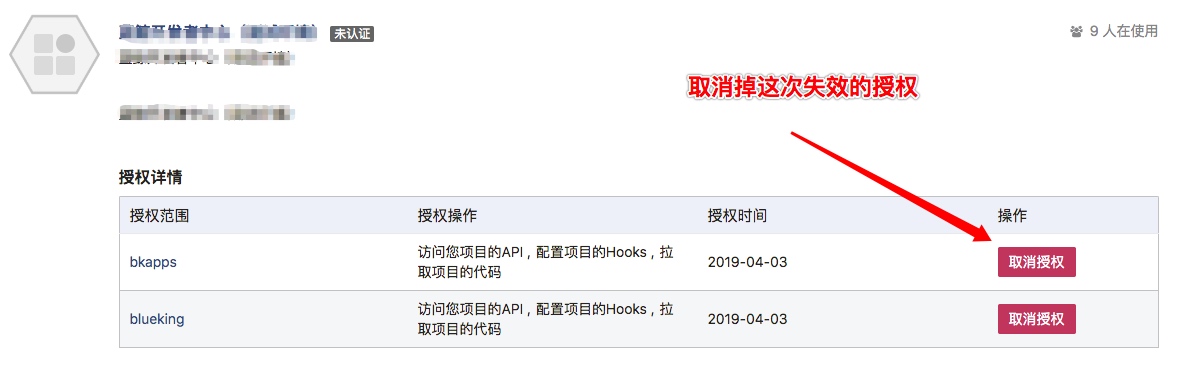 未认证
9 人在使用
取消掉这次失效的授权
授权详情
授权范围 授权操作 授权时间 操作
bkapps 访问您项目的API，配置项目的Hooks，拉 2019-04-03 取消授权
取项目的代码
blueking 访问您项目的API，配置项目的Hooks，拉 2019-04-03 取消授权
取项目的代码